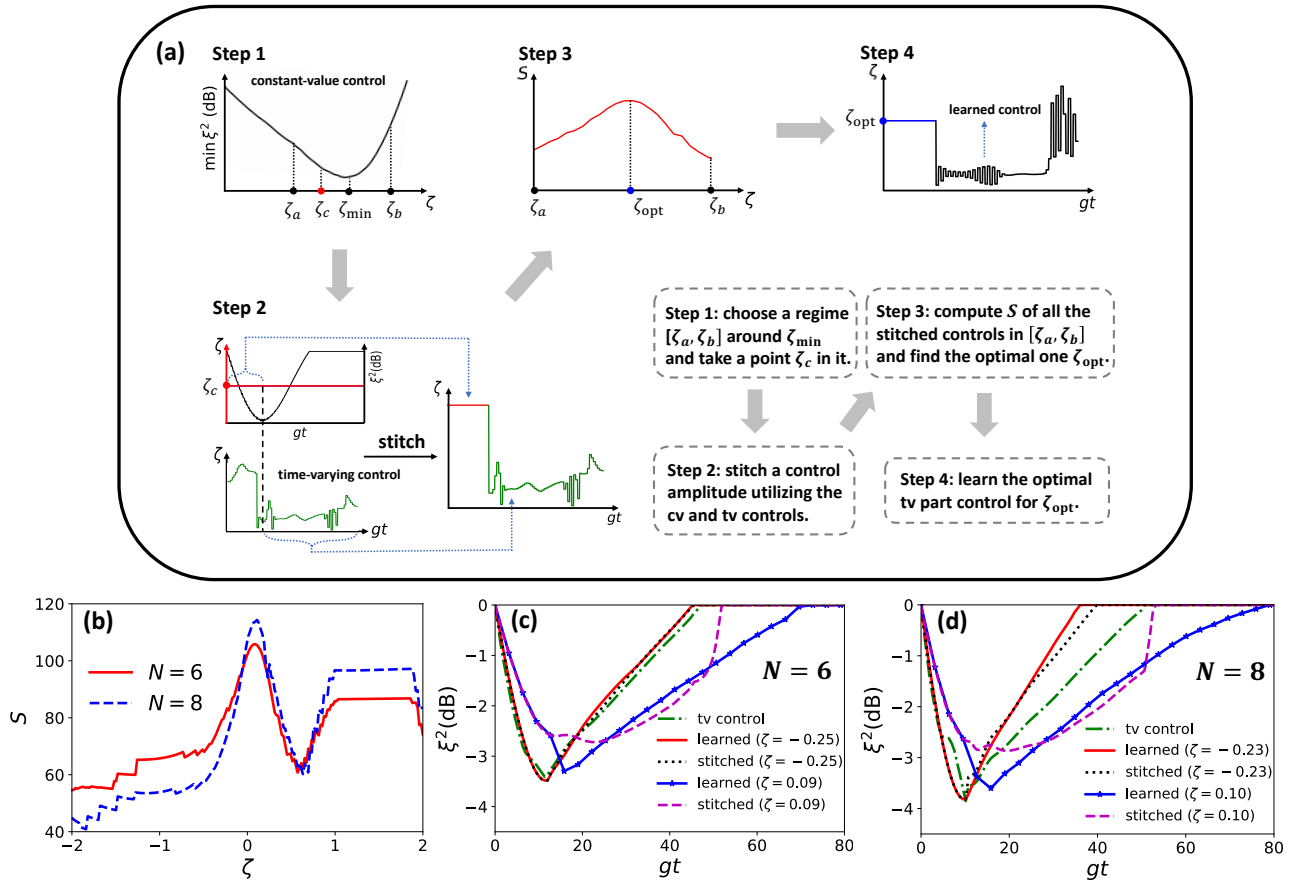 (a)
Step 1
constant-value control
min ξ² (dB)
ζa
ζc
ζmin
ζb
ζ
Step 3
S
ζa
ζopt
ζb
ζ
Step 4
ζ
ζopt
learned control
gt
Step 2
ζ
ζc
ξ²(dB)
gt
ζ
time-varying control
gt
stitch
ζ
gt
Step 1: choose a regime
[ζa, ζb] around ζmin
and take a point ζc in it.
Step 3: compute S of all the
stitched controls in [ζa, ζb]
and find the optimal one ζopt.
Step 2: stitch a control
amplitude utilizing the
cv and tv controls.
Step 4: learn the optimal
tv part control for ζopt.
(b)
S
120
100
80
60
40
N = 6
N = 8
−2
−1
0
1
2
ζ
(c)
ξ²(dB)
0
−1
−2
−3
−4
N = 6
tv control
learned (ζ = −0.25)
stitched (ζ = −0.25)
learned (ζ = 0.09)
stitched (ζ = 0.09)
0
20
40
60
80
gt
(d)
ξ²(dB)
0
−1
−2
−3
−4
N = 8
tv control
learned (ζ = −0.23)
stitched (ζ = −0.23)
learned (ζ = 0.10)
stitched (ζ = 0.10)
0
20
40
60
80
gt